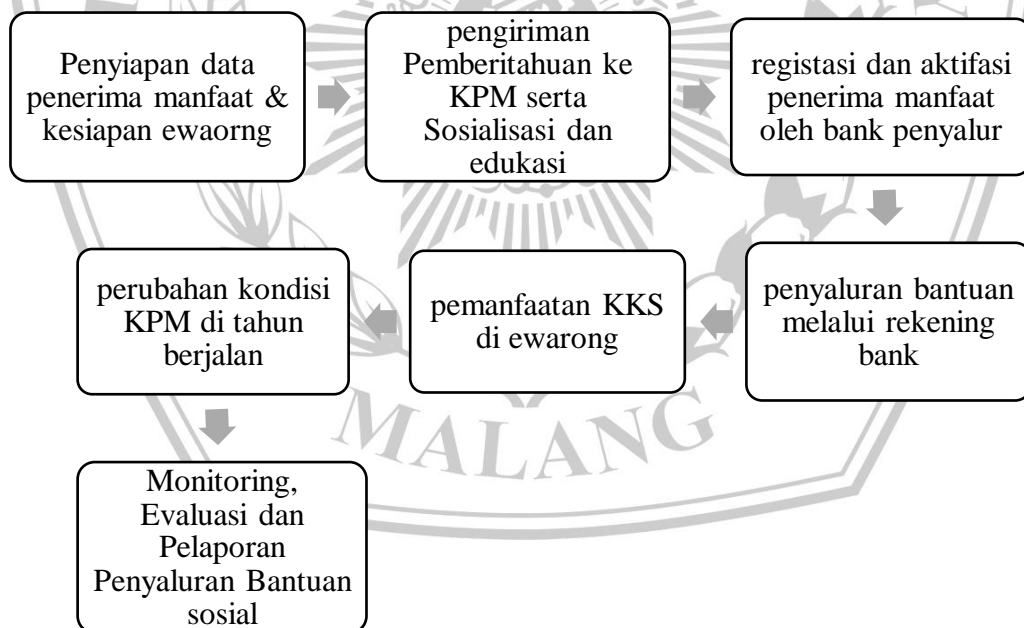 Penyiapan data
penerima manfaat &
kesiapan ewaorng
pengiriman
Pemberitahuan ke
KPM serta
Sosialisasi dan
edukasi
registasi dan aktifasi
penerima manfaat
oleh bank penyalur
penyaluran bantuan
melalui rekening
bank
pemanfaatan KKS
di ewarong
perubahan kondisi
KPM di tahun
berjalan
Monitoring,
Evaluasi dan
Pelaporan
Penyaluran Bantuan
sosial
MALANG